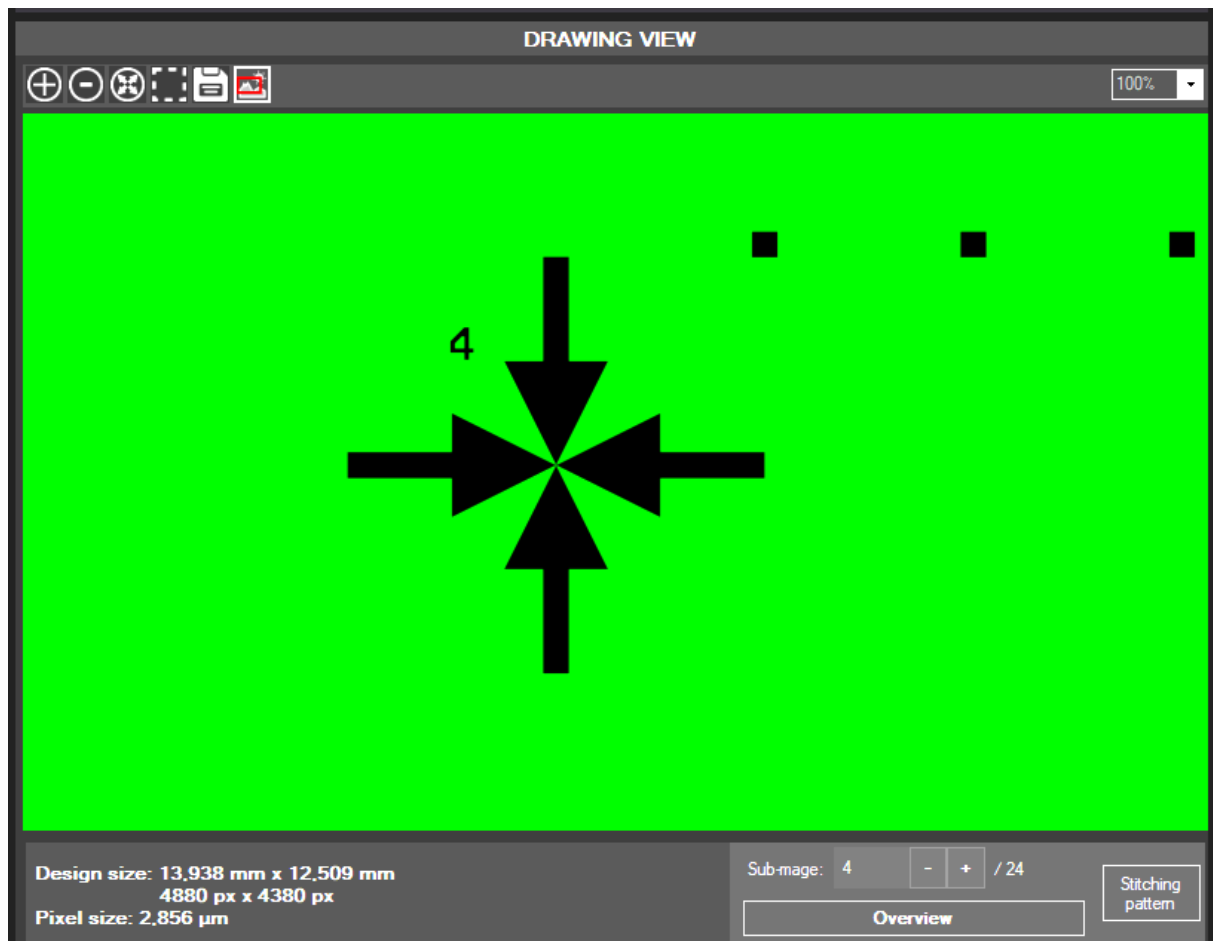 DRAWING VIEW
100%
4
Design size: 13,938 mm x 12,509 mm
4880 px x 4380 px
Pixel size: 2,856 µm
Sub-mage: 4 - + / 24
Overview
Stitching
pattern